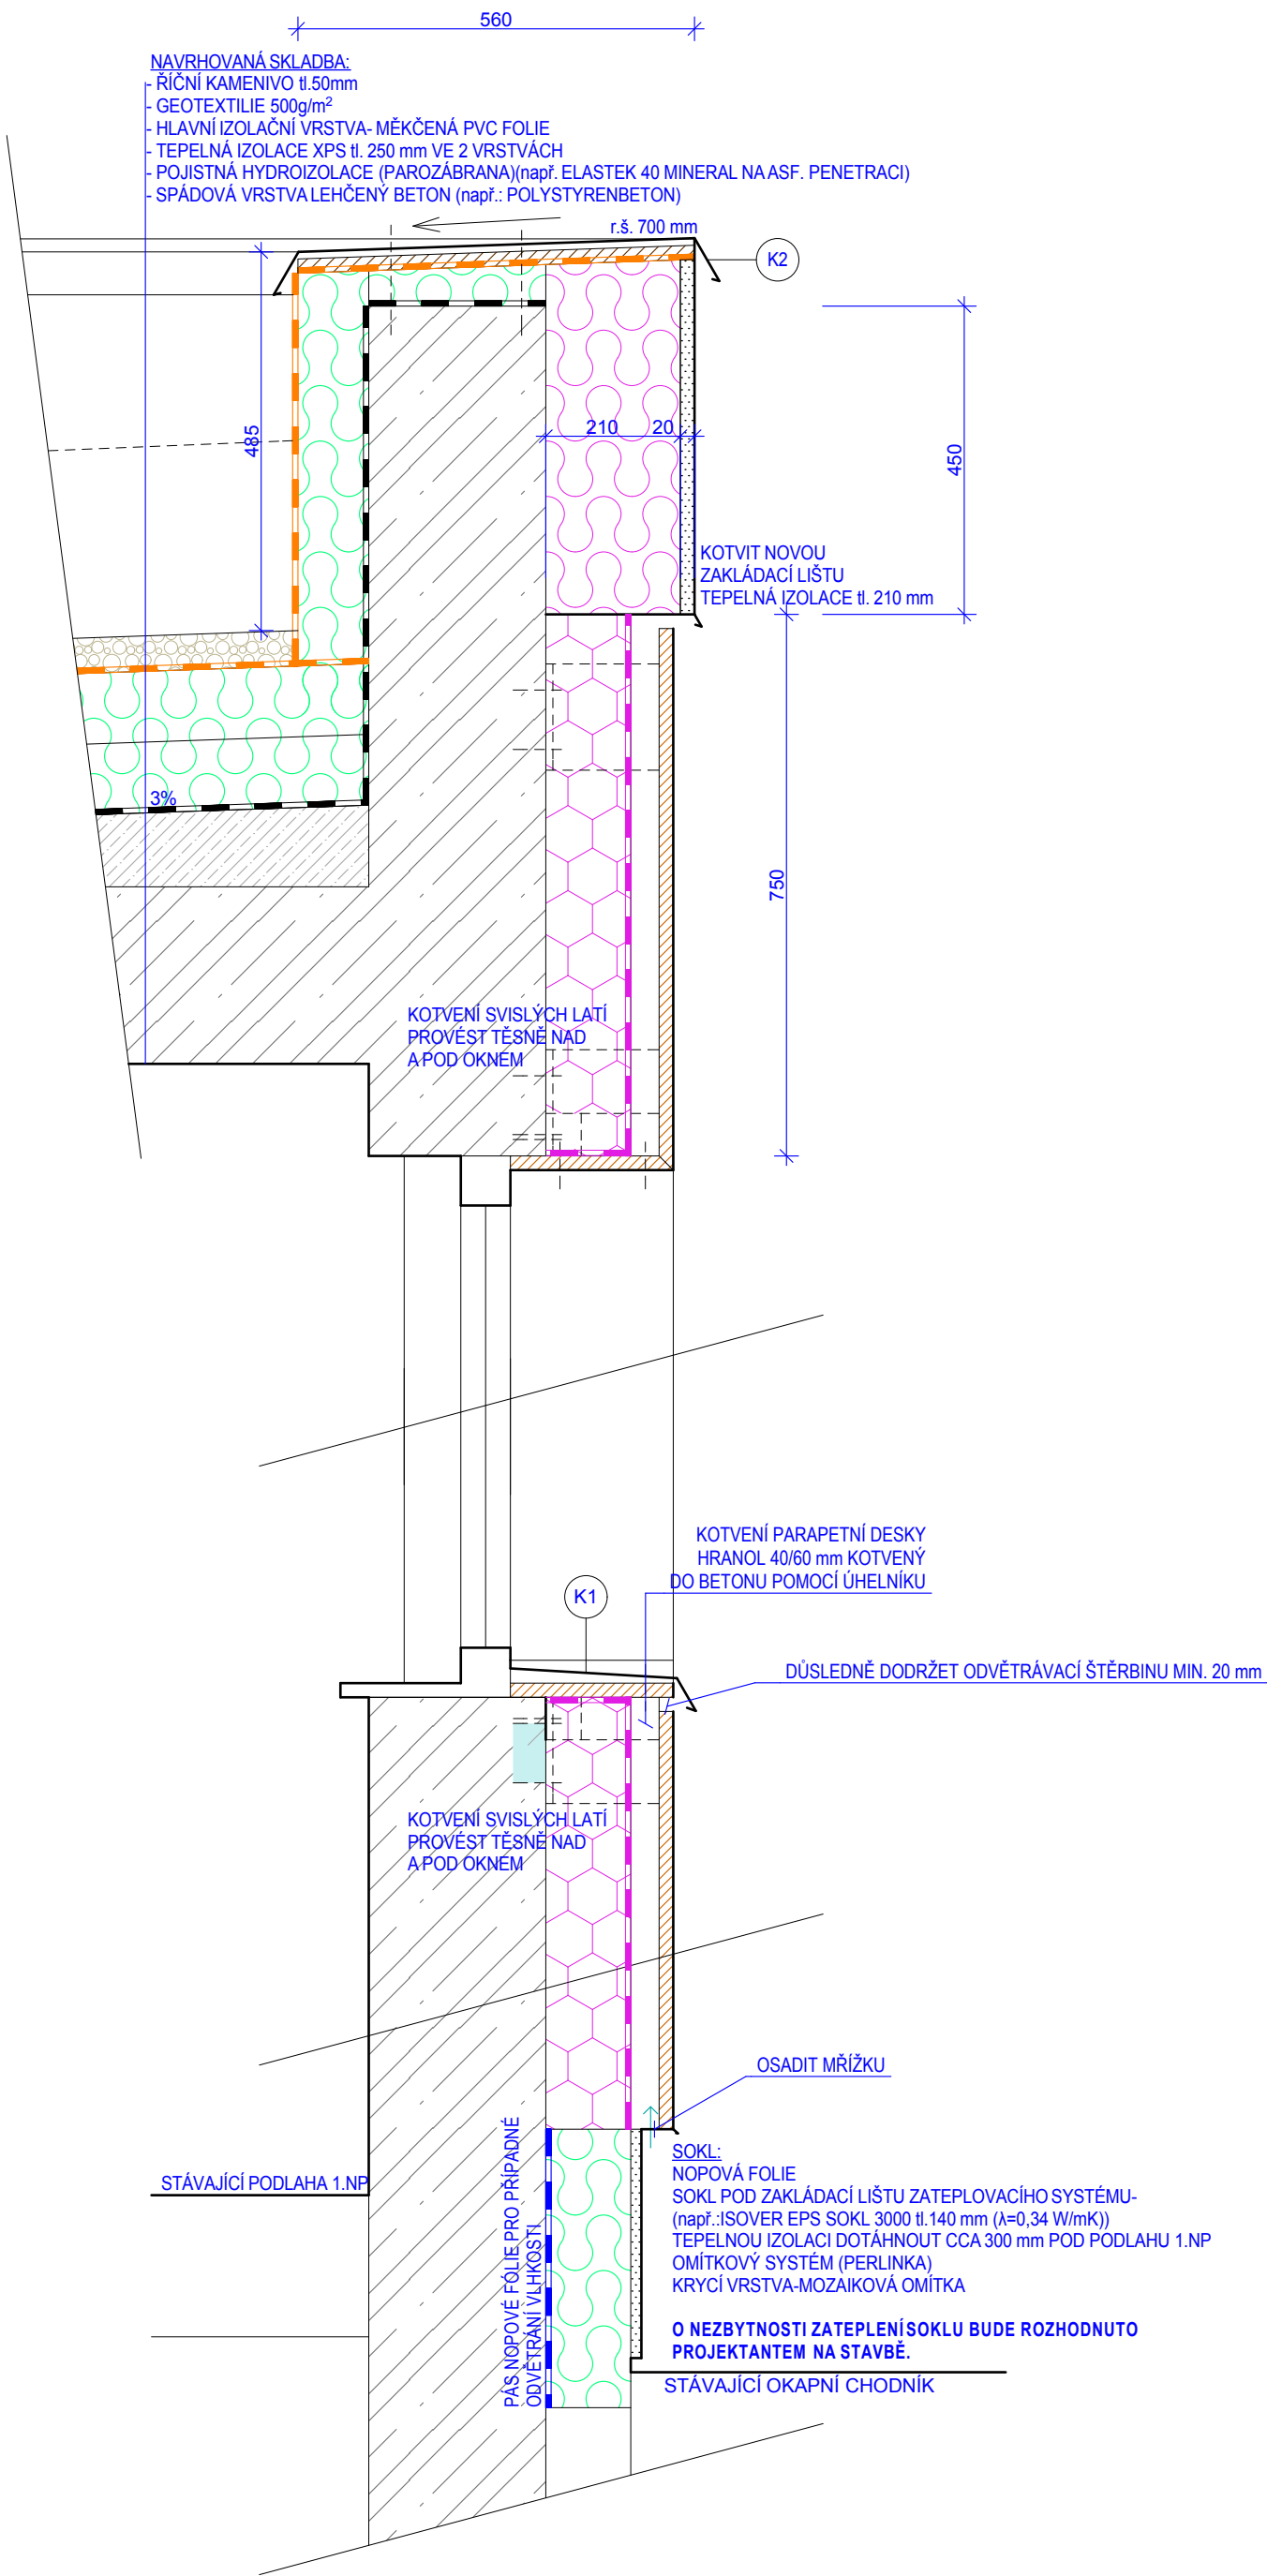 560
NAVRHOVANÁ SKLADBA:
- ŘÍČNÍ KAMENIVO tl.50mm
- GEOTEXTILIE 500g/m²
- HLAVNÍ IZOLAČNÍ VRSTVA- MĚKČENÁ PVC FOLIE
- TEPELNÁ IZOLACE XPS tl. 250 mm VE 2 VRSTVÁCH
- POJISTNÁ HYDROIZOLACE (PAROZÁBRANA)(např. ELASTEK 40 MINERAL NA ASF. PENETRACI)
- SPÁDOVÁ VRSTVA LEHČENÝ BETON (např.: POLYSTYRENBETON)
r.š. 700 mm
K2
485
210
20
450
KOTVIT NOVOU
ZAKLÁDACÍ LIŠTU
TEPELNÁ IZOLACE tl. 210 mm
3%
750
KOTVENÍ SVISLÝCH LATÍ
PROVÉST TĚSNĚ NAD
A POD OKNEM
KOTVENÍ PARAPETNÍ DESKY
HRANOL 40/60 mm KOTVENÝ
DO BETONU POMOCÍ ÚHELNÍKU
K1
DŮSLEDNĚ DODRŽET ODVĚTRÁVACÍ ŠTĚRBINU MIN. 20 mm
KOTVENÍ SVISLÝCH LATÍ
PROVÉST TĚSNĚ NAD
A POD OKNEM
OSADIT MŘÍŽKU
STÁVAJÍCÍ PODLAHA 1.NP
PÁS NOPOVÉ FÓLIE PRO PŘÍPADNÉ
ODVĚTRÁNÍ VLHKOSTI
SOKL:
NOPOVÁ FOLIE
SOKL POD ZAKLÁDACÍ LIŠTU ZATEPLOVACÍHO SYSTÉMU-
(např.:ISOVER EPS SOKL 3000 tl.140 mm (λ=0,34 W/mK))
TEPELNOU IZOLACI DOTÁHNOUT CCA 300 mm POD PODLAHU 1.NP
OMÍTKOVÝ SYSTÉM (PERLINKA)
KRYCÍ VRSTVA-MOZAIKOVÁ OMÍTKA
O NEZBYTNOSTI ZATEPLENÍ SOKLU BUDE ROZHODNUTO
PROJEKTANTEM NA STAVBĚ.
STÁVAJÍCÍ OKAPNÍ CHODNÍK